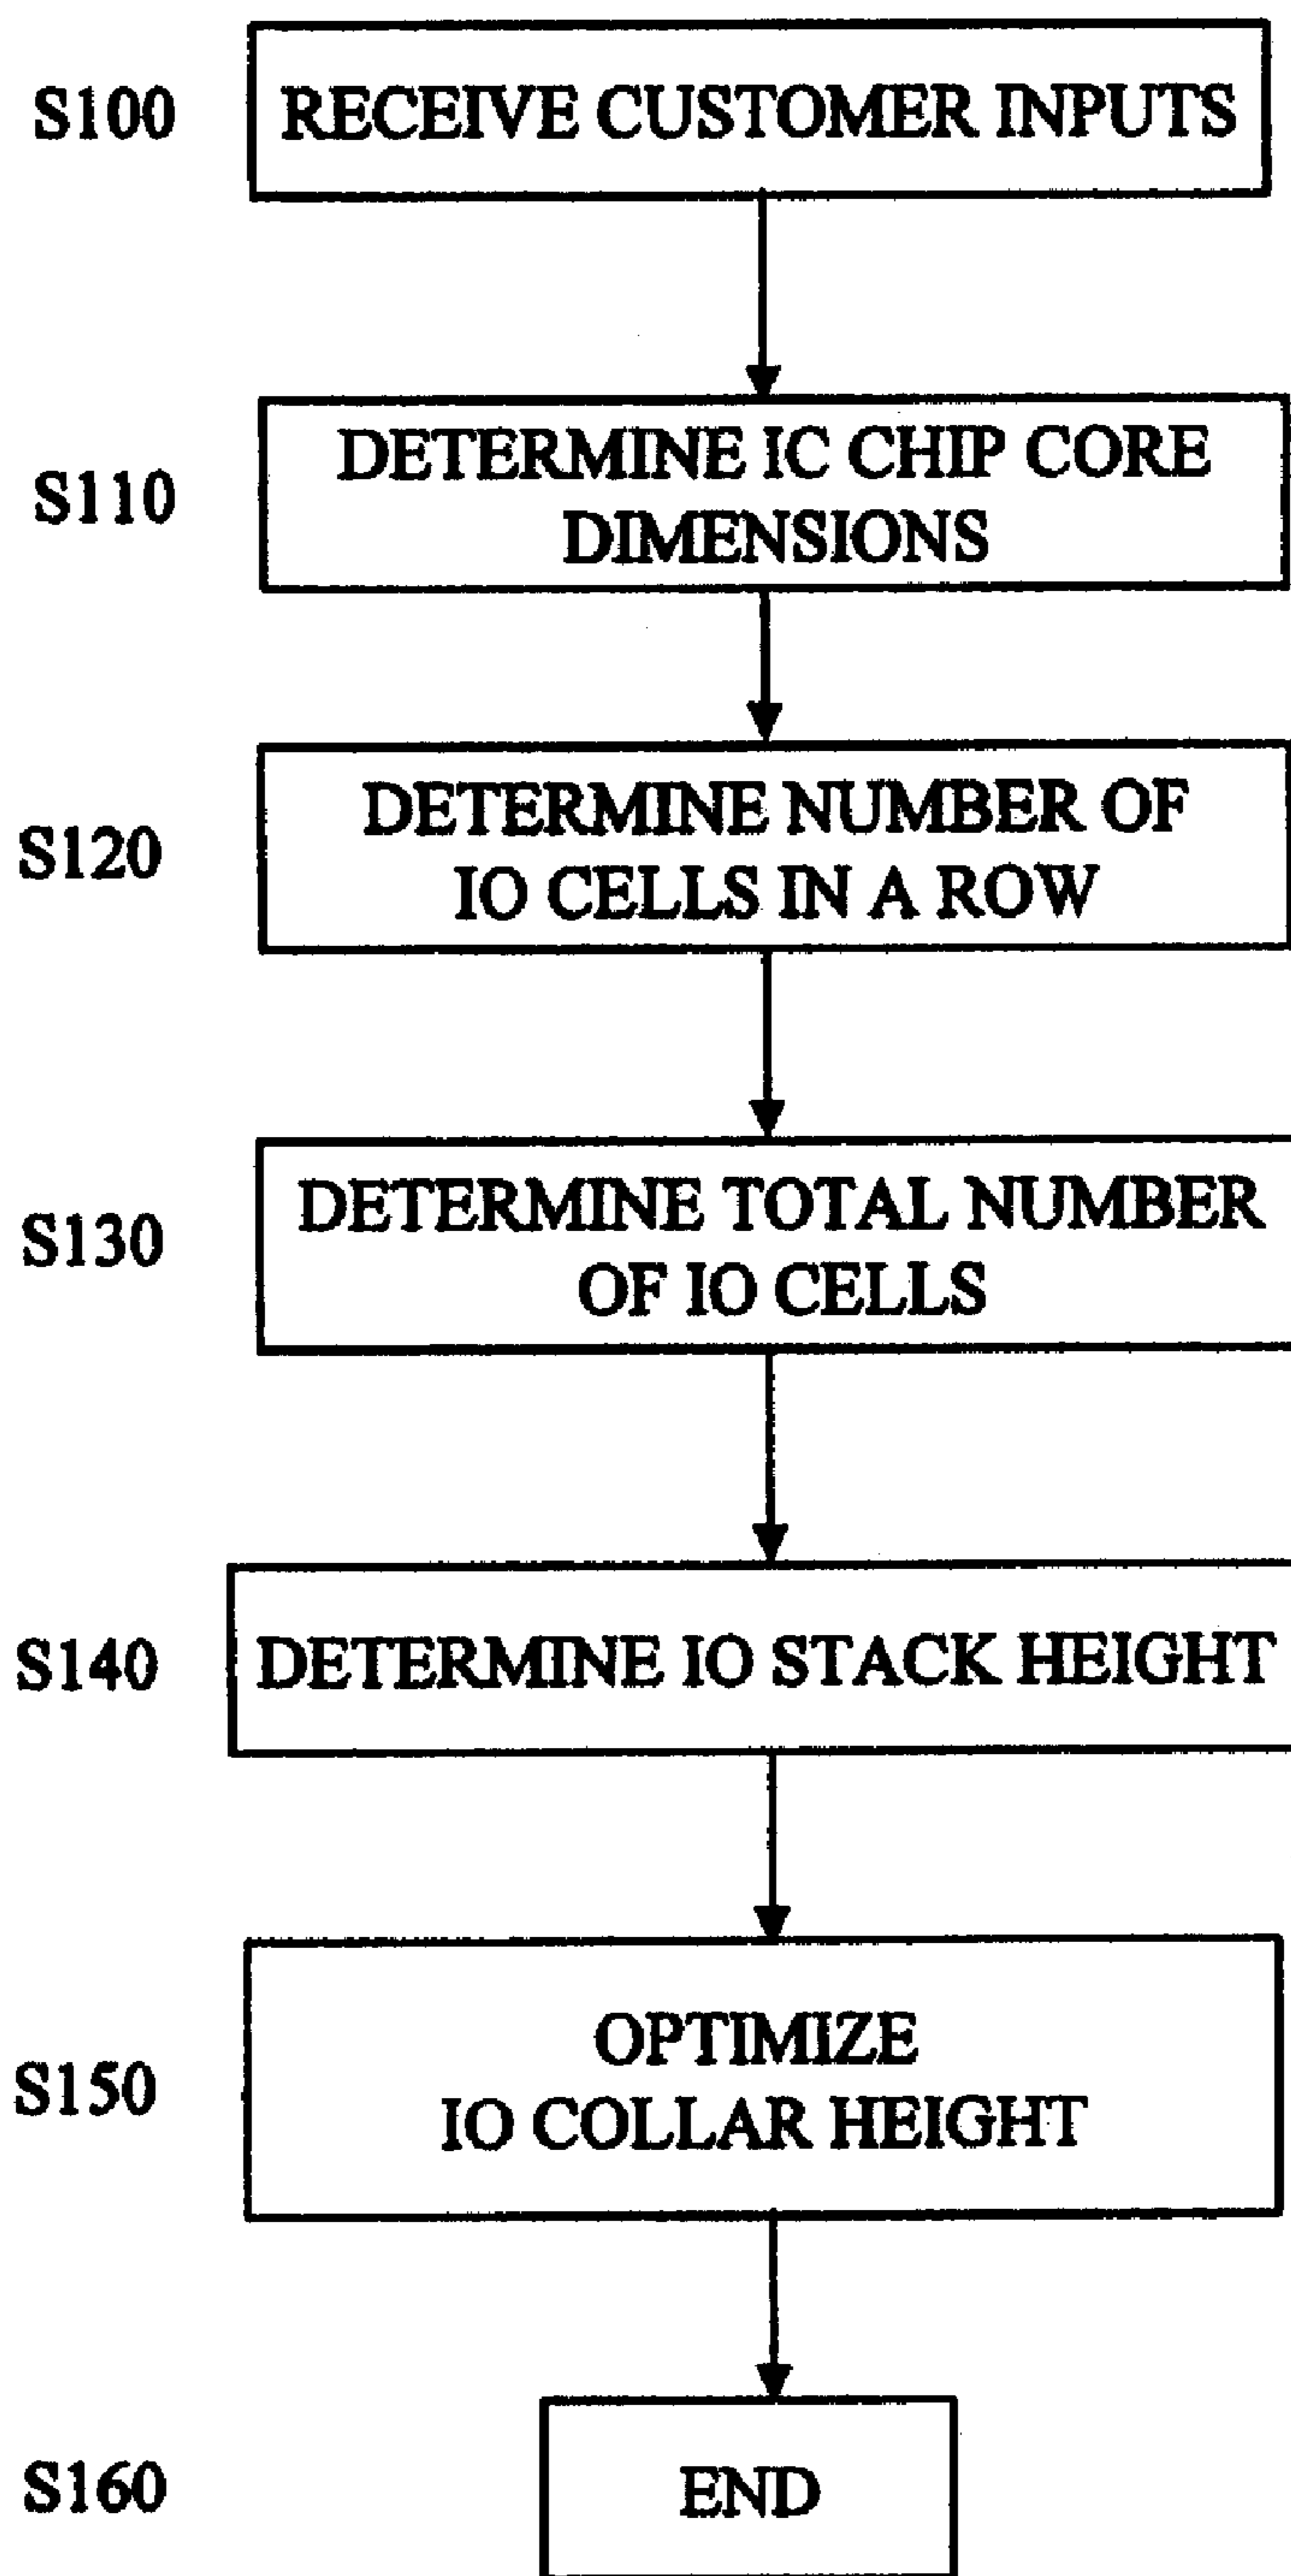 S100
RECEIVE CUSTOMER INPUTS
S110
DETERMINE IC CHIP CORE
DIMENSIONS
S120
DETERMINE NUMBER OF
IO CELLS IN A ROW
S130
DETERMINE TOTAL NUMBER
OF IO CELLS
S140
DETERMINE IO STACK HEIGHT
S150
OPTIMIZE
IO COLLAR HEIGHT
S160
END